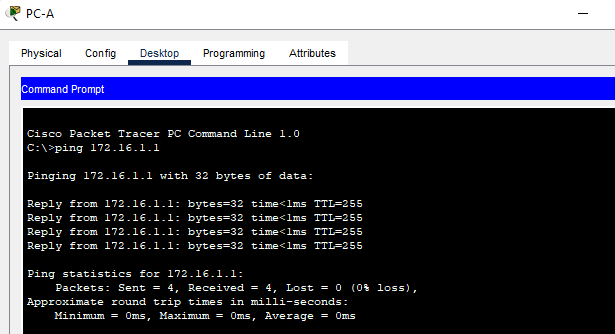 PC-A
Physical Config Desktop Programming Attributes
Command Prompt
Cisco Packet Tracer PC Command Line 1.0
C:\>ping 172.16.1.1
Pinging 172.16.1.1 with 32 bytes of data:
Reply from 172.16.1.1: bytes=32 time<1ms TTL=255
Reply from 172.16.1.1: bytes=32 time<1ms TTL=255
Reply from 172.16.1.1: bytes=32 time<1ms TTL=255
Reply from 172.16.1.1: bytes=32 time<1ms TTL=255
Ping statistics for 172.16.1.1:
Packets: Sent = 4, Received = 4, Lost = 0 (0% loss),
Approximate round trip times in milli-seconds:
Minimum = 0ms, Maximum = 0ms, Average = 0ms